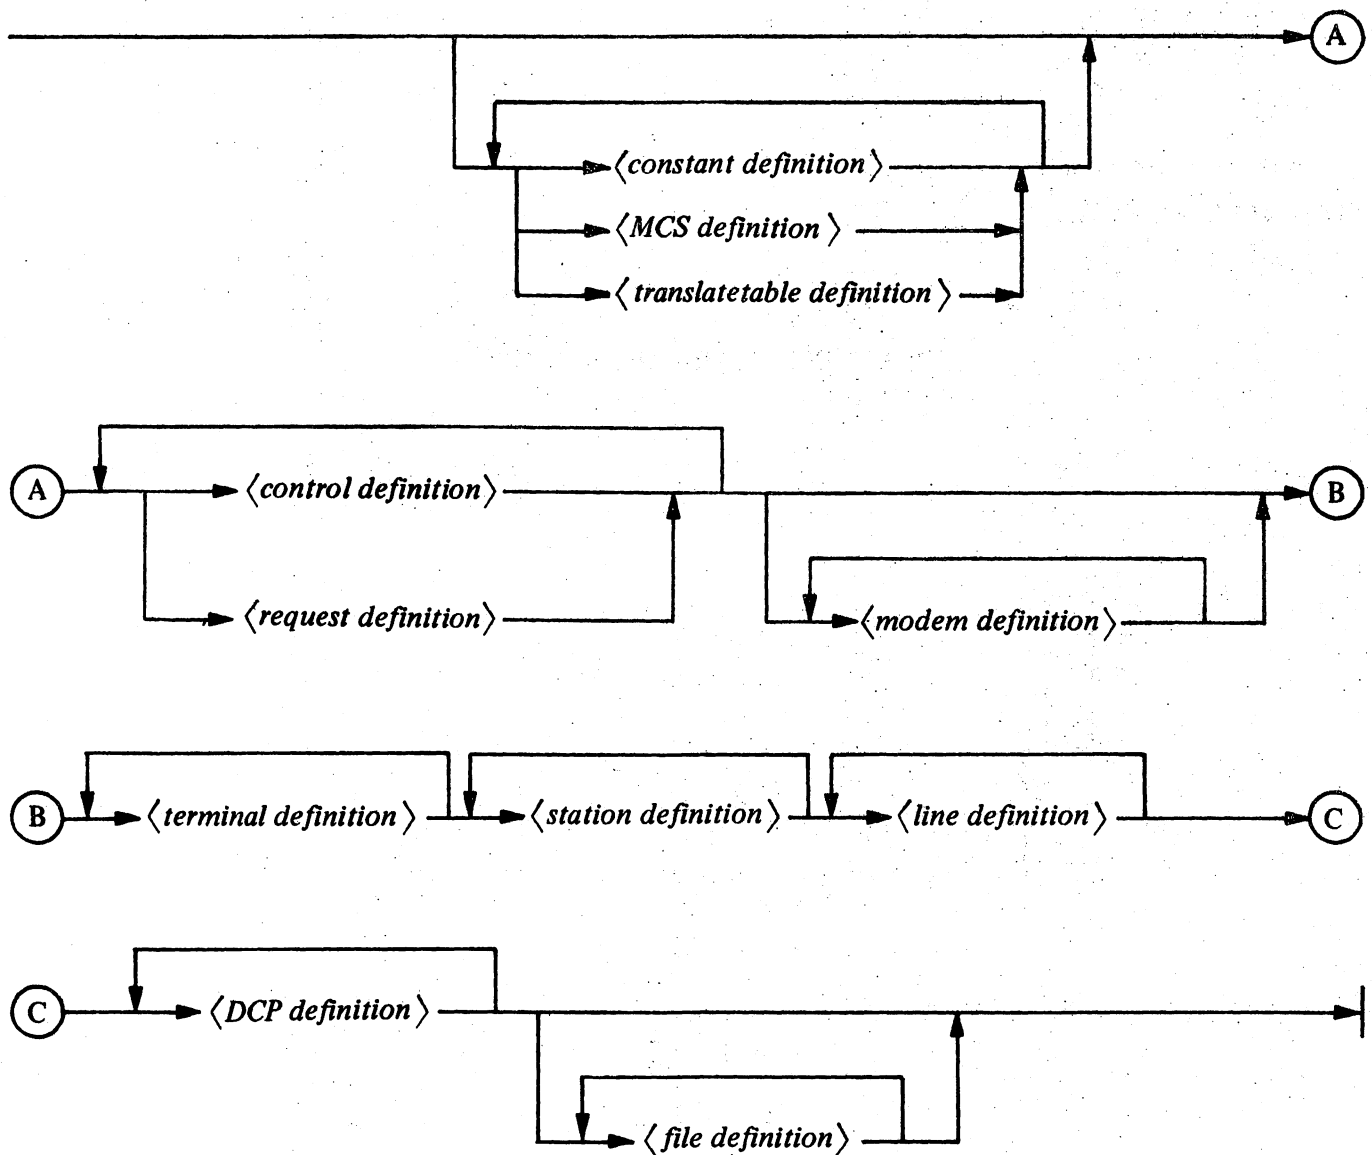 A
⟨constant definition⟩
⟨MCS definition⟩
⟨translatetable definition⟩
A ⟨control definition⟩ B
⟨request definition⟩ ⟨modem definition⟩
B ⟨terminal definition⟩ ⟨station definition⟩ ⟨line definition⟩ C
C ⟨DCP definition⟩
⟨file definition⟩